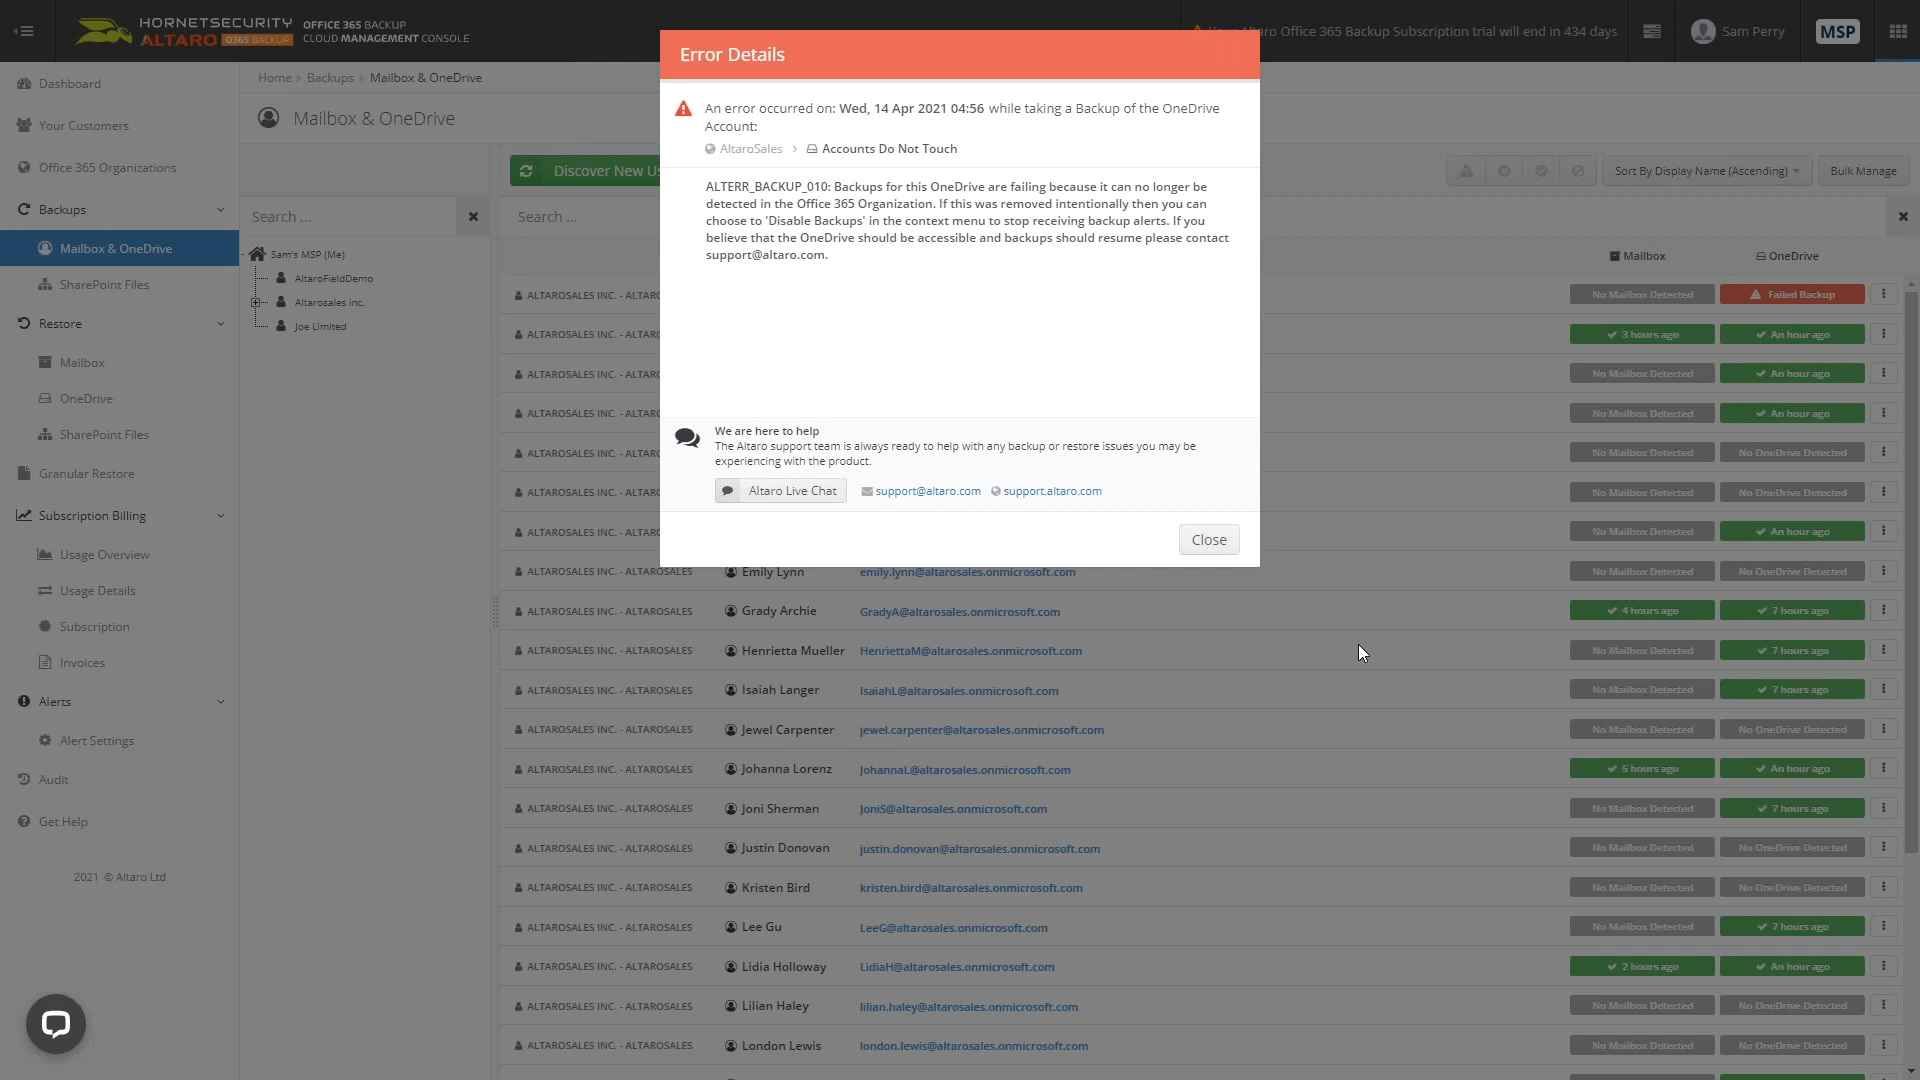 HORNETSECURITY
ALTARO O365 BACKUP
OFFICE 365 BACKUP
CLOUD MANAGEMENT CONSOLE
Altaro Office 365 Backup Subscription trial will end in 434 days
Sam Perry
MSP
Dashboard
Your Customers
Office 365 Organizations
Backups
Mailbox & OneDrive
SharePoint Files
Restore
Mailbox
OneDrive
SharePoint Files
Granular Restore
Subscription Billing
Usage Overview
Usage Details
Subscription
Invoices
Alerts
Alert Settings
Audit
Get Help
2021 © Altaro Ltd
Home > Backups > Mailbox & OneDrive
Mailbox & OneDrive
Search ...
Sam's MSP (Me)
AltaroFieldDemo
Altarosales inc.
Joe Limited
Discover New Us
Sort By Display Name (Ascending)
Bulk Manage
Search ...
Error Details
An error occurred on: Wed, 14 Apr 2021 04:56 while taking a Backup of the OneDrive
Account:
AltaroSales > Accounts Do Not Touch
ALTERR_BACKUP_010: Backups for this OneDrive are failing because it can no longer be
detected in the Office 365 Organization. If this was removed intentionally then you can
choose to 'Disable Backups' in the context menu to stop receiving backup alerts. If you
believe that the OneDrive should be accessible and backups should resume please contact
support@altaro.com.
We are here to help
The Altaro support team is always ready to help with any backup or restore issues you may be
experiencing with the product.
Altaro Live Chat support@altaro.com support.altaro.com
Close
Mailbox OneDrive
ALTAROSALES INC. - ALTARO No Mailbox Detected Failed Backup
ALTAROSALES INC. - ALTARO 3 hours ago An hour ago
ALTAROSALES INC. - ALTARO No Mailbox Detected An hour ago
ALTAROSALES INC. - ALTARO No Mailbox Detected An hour ago
ALTAROSALES INC. - ALTARO No Mailbox Detected No OneDrive Detected
ALTAROSALES INC. - ALTARO No Mailbox Detected No OneDrive Detected
ALTAROSALES INC. - ALTARO No Mailbox Detected An hour ago
ALTAROSALES INC. - ALTAROSALES Emily Lynn emily.lynn@altarosales.onmicrosoft.com No Mailbox Detected No OneDrive Detected
ALTAROSALES INC. - ALTAROSALES Grady Archie GradyA@altarosales.onmicrosoft.com 4 hours ago 7 hours ago
ALTAROSALES INC. - ALTAROSALES Henrietta Mueller HenriettaM@altarosales.onmicrosoft.com No Mailbox Detected 7 hours ago
ALTAROSALES INC. - ALTAROSALES Isaiah Langer IsaiahL@altarosales.onmicrosoft.com No Mailbox Detected 7 hours ago
ALTAROSALES INC. - ALTAROSALES Jewel Carpenter jewel.carpenter@altarosales.onmicrosoft.com No Mailbox Detected No OneDrive Detected
ALTAROSALES INC. - ALTAROSALES Johanna Lorenz JohannaL@altarosales.onmicrosoft.com 5 hours ago An hour ago
ALTAROSALES INC. - ALTAROSALES Joni Sherman JoniS@altarosales.onmicrosoft.com No Mailbox Detected 7 hours ago
ALTAROSALES INC. - ALTAROSALES Justin Donovan justin.donovan@altarosales.onmicrosoft.com No Mailbox Detected No OneDrive Detected
ALTAROSALES INC. - ALTAROSALES Kristen Bird kristen.bird@altarosales.onmicrosoft.com No Mailbox Detected No OneDrive Detected
ALTAROSALES INC. - ALTAROSALES Lee Gu LeeG@altarosales.onmicrosoft.com No Mailbox Detected 7 hours ago
ALTAROSALES INC. - ALTAROSALES Lidia Holloway LidiaH@altarosales.onmicrosoft.com 2 hours ago An hour ago
ALTAROSALES INC. - ALTAROSALES Lilian Haley lilian.haley@altarosales.onmicrosoft.com No Mailbox Detected No OneDrive Detected
ALTAROSALES INC. - ALTAROSALES London Lewis london.lewis@altarosales.onmicrosoft.com No Mailbox Detected No OneDrive Detected